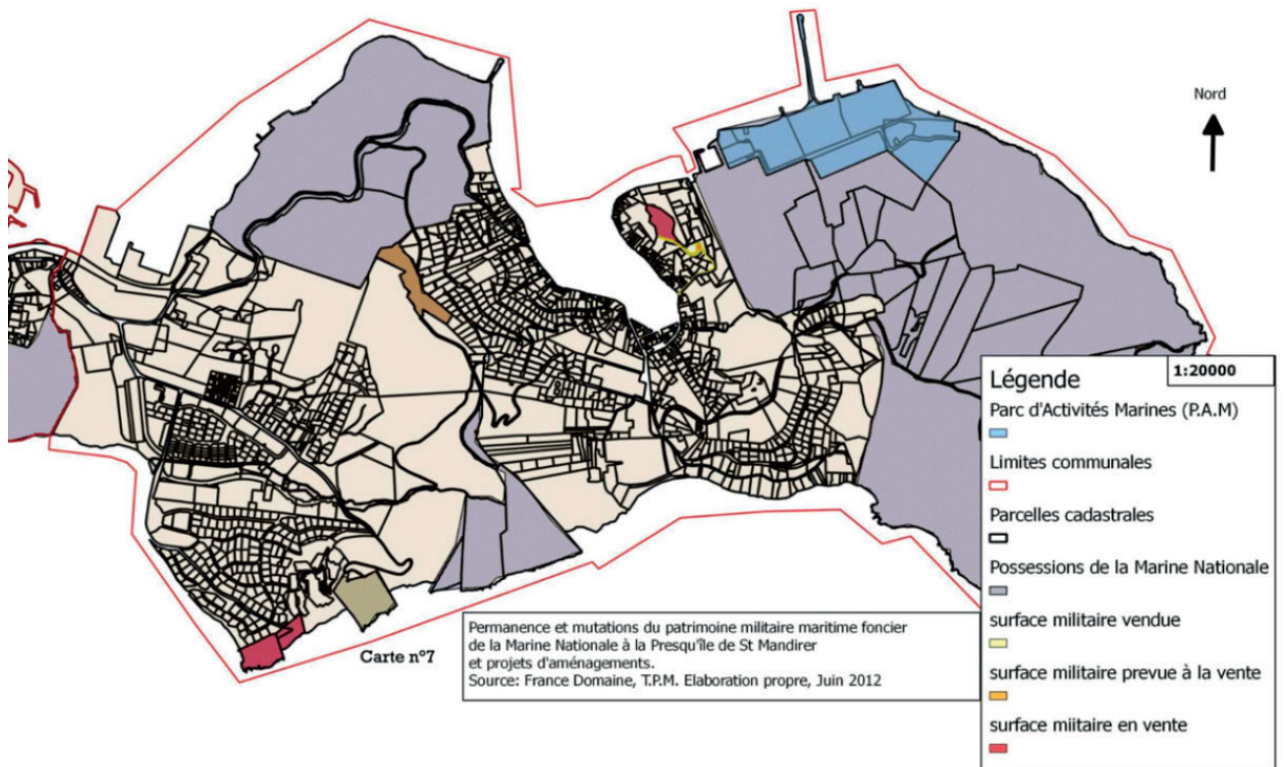 Nord
Légende
1:20000
Parc d'Activités Marines (P.A.M)
Limites communales
Parcelles cadastrales
Possessions de la Marine Nationale
surface militaire vendue
surface militaire prevue à la vente
surface miitaire en vente
Carte n°7
Permanence et mutations du patrimoine militaire maritime foncier
de la Marine Nationale à la Presqu'île de St Mandirer
et projets d'aménagements.
Source: France Domaine, T.P.M. Elaboration propre, Juin 2012